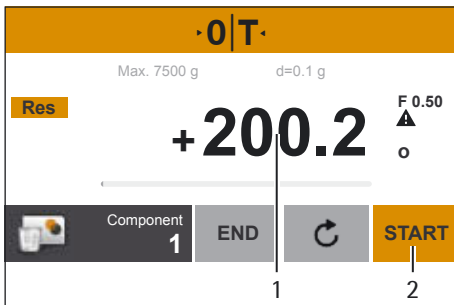 0|T
Max. 7500 g d=0.1 g
Res +200.2 F 0.50
o
Component 1 END START
1 2